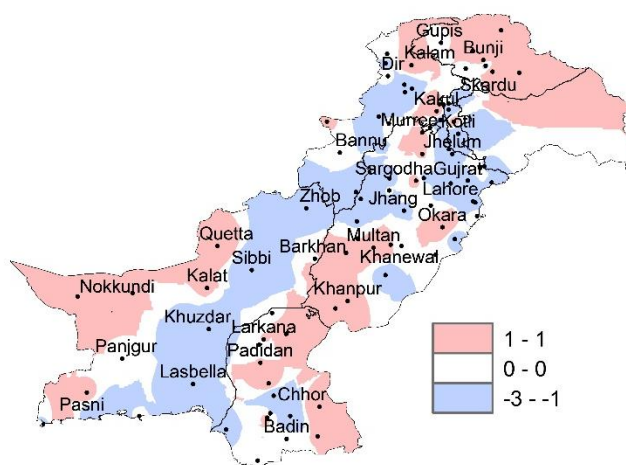 Gupis
Kalam
Bunji
Dir
Skardu
Kakul
Murree
Kotli
Bannu
Jhelum
Sargodha
Gujrat
Zhob
Jhang
Lahore
Okara
Quetta
Multan
Barkhan
Sibbi
Khanewal
Kalat
Nokkundi
Khanpur
Khuzdar
Larkana
Panjgur
Padidan
Lasbella
Chhor
Pasni
Badin
1 - 1
0 - 0
-3 - -1